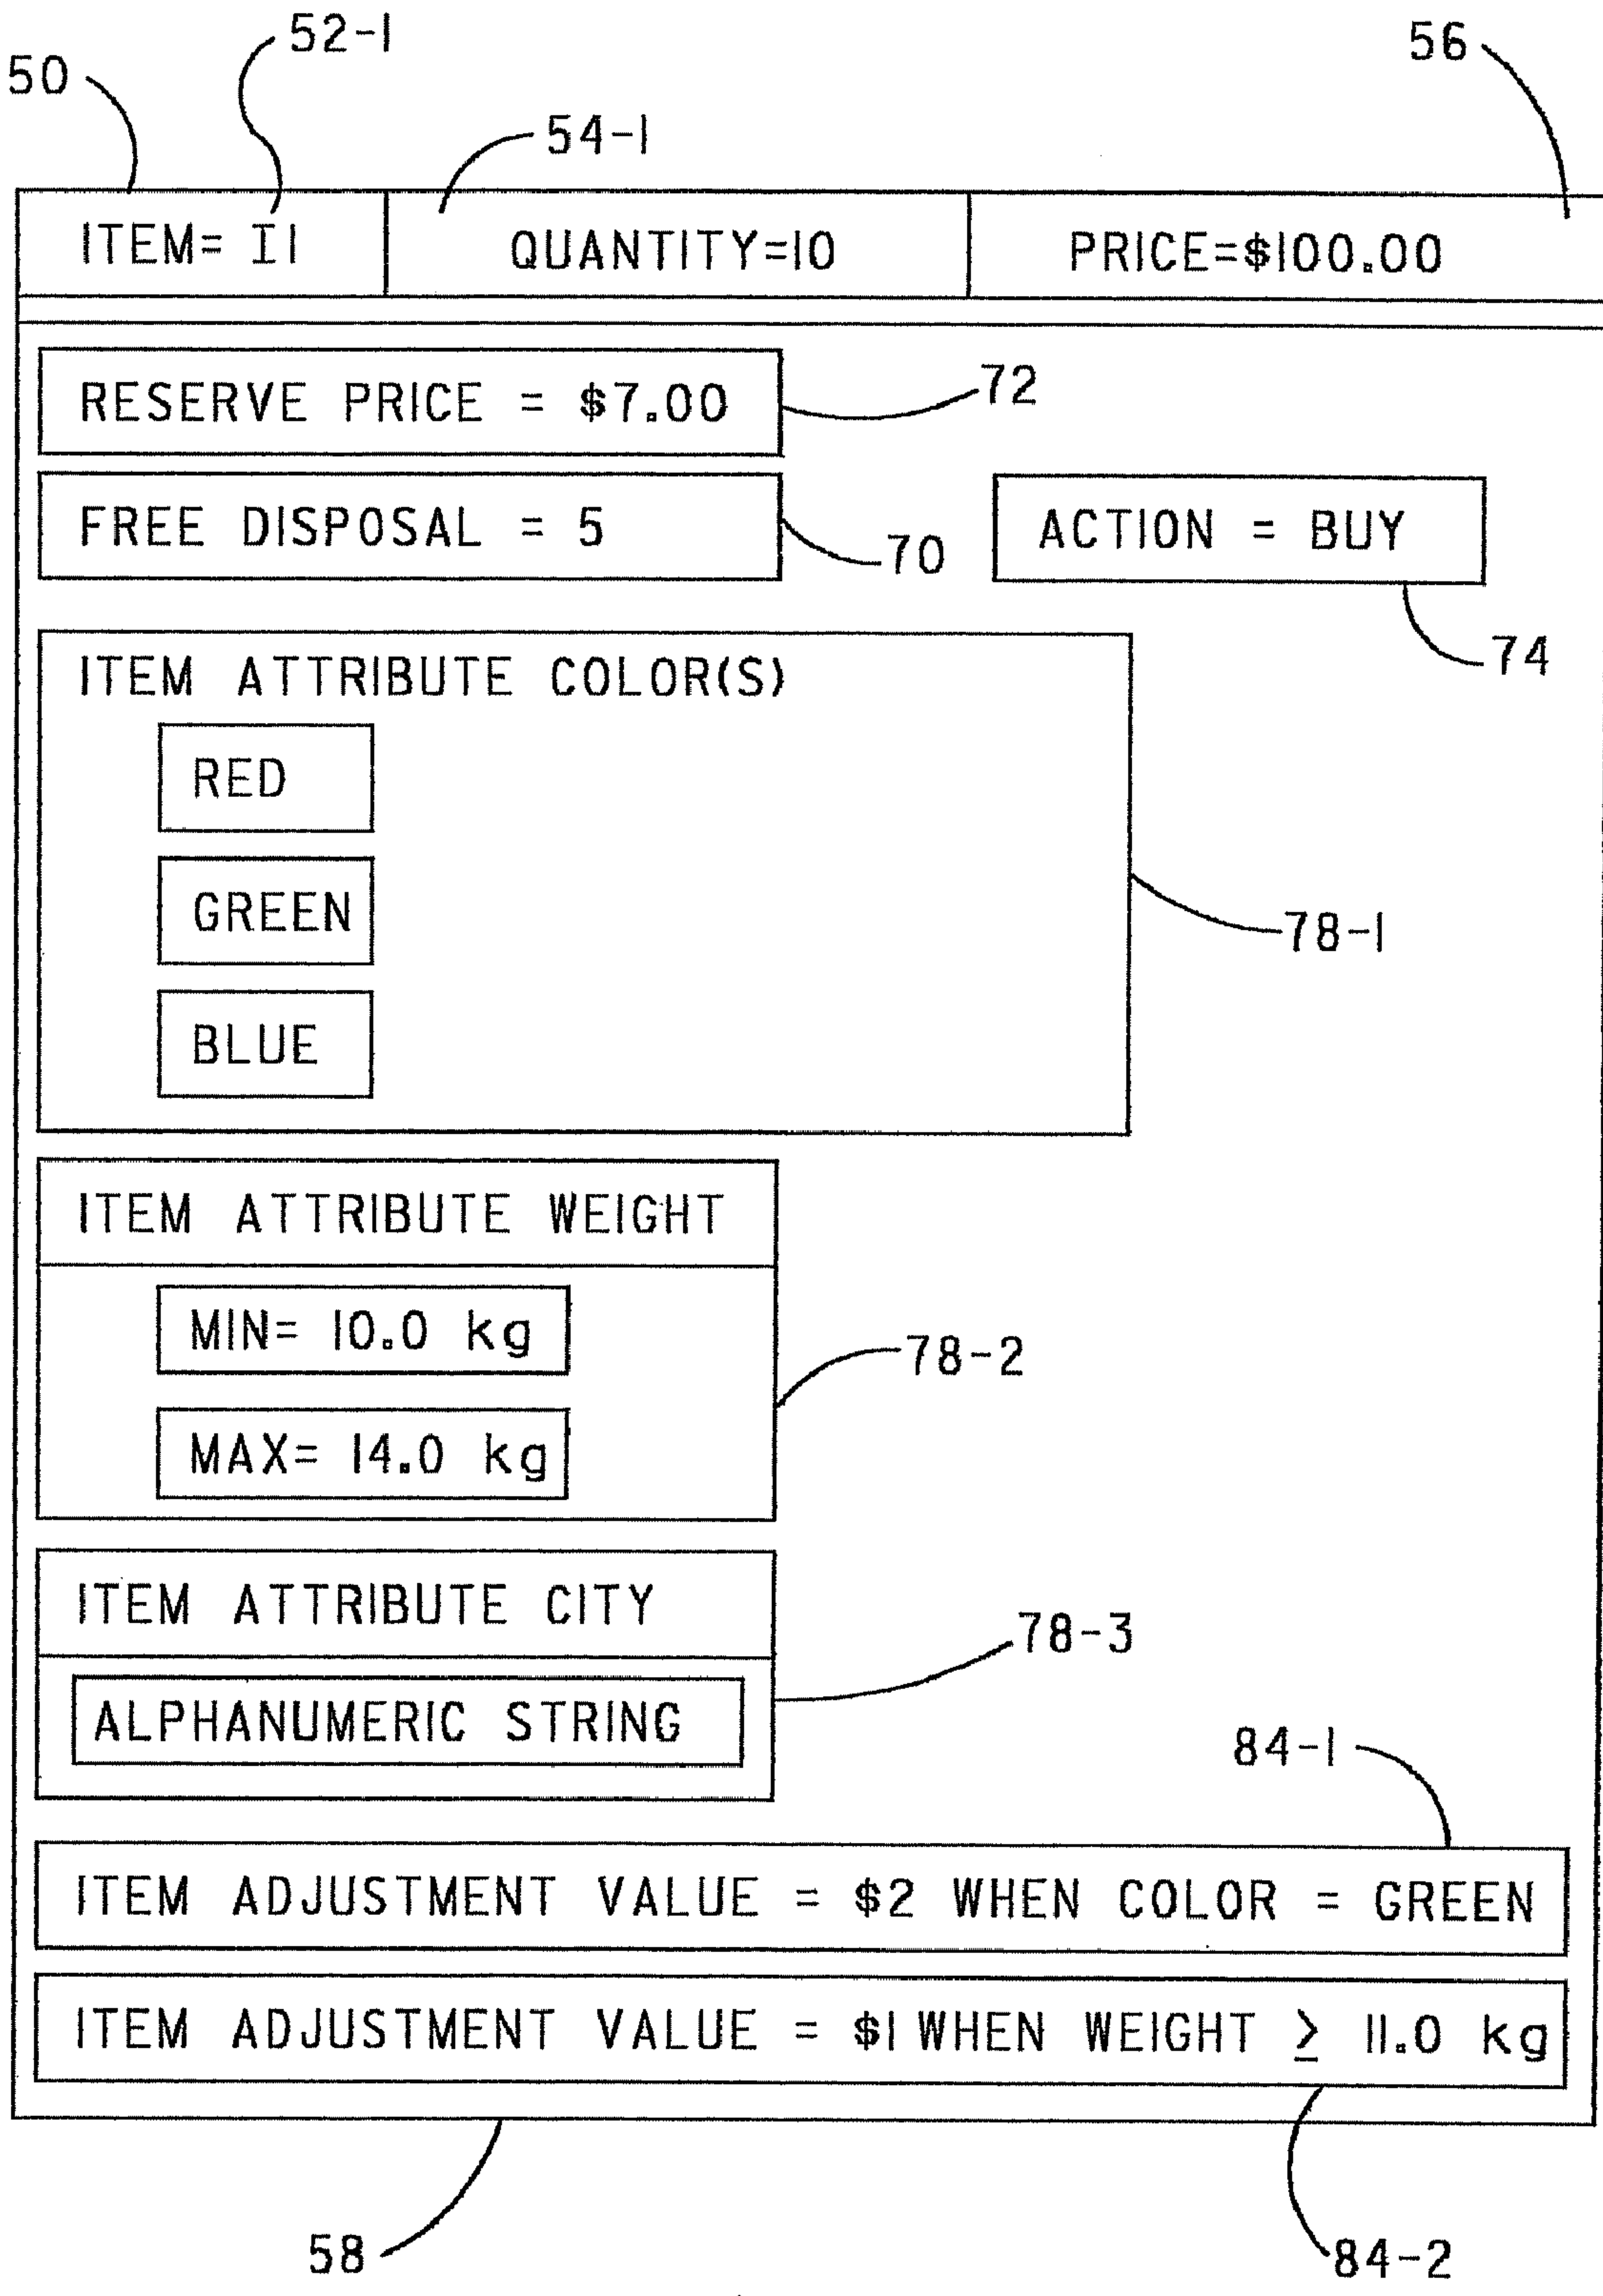 52-1
56
50
54-1
ITEM= I1
QUANTITY=10
PRICE=$100.00
RESERVE PRICE = $7.00
72
FREE DISPOSAL = 5
70
ACTION = BUY
74
ITEM ATTRIBUTE COLOR(S)
RED
GREEN
78-1
BLUE
ITEM ATTRIBUTE WEIGHT
MIN= 10.0 kg
78-2
MAX= 14.0 kg
ITEM ATTRIBUTE CITY
78-3
ALPHANUMERIC STRING
84-1
ITEM ADJUSTMENT VALUE = $2 WHEN COLOR = GREEN
ITEM ADJUSTMENT VALUE = $1 WHEN WEIGHT ≥ 11.0 kg
58
84-2